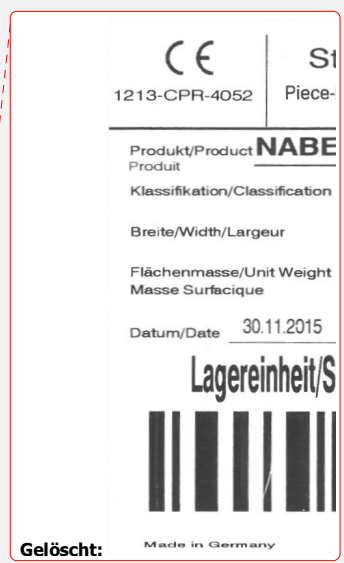 CE
1213-CPR-4052
St
Piece-
Produkt/Product NABE
Produit
Klassifikation/Classification
Breite/Width/Largeur
Flächenmasse/Unit Weight
Masse Surfacique
Datum/Date 30.11.2015
Lagereinheit/S
Gelöscht:
Made in Germany